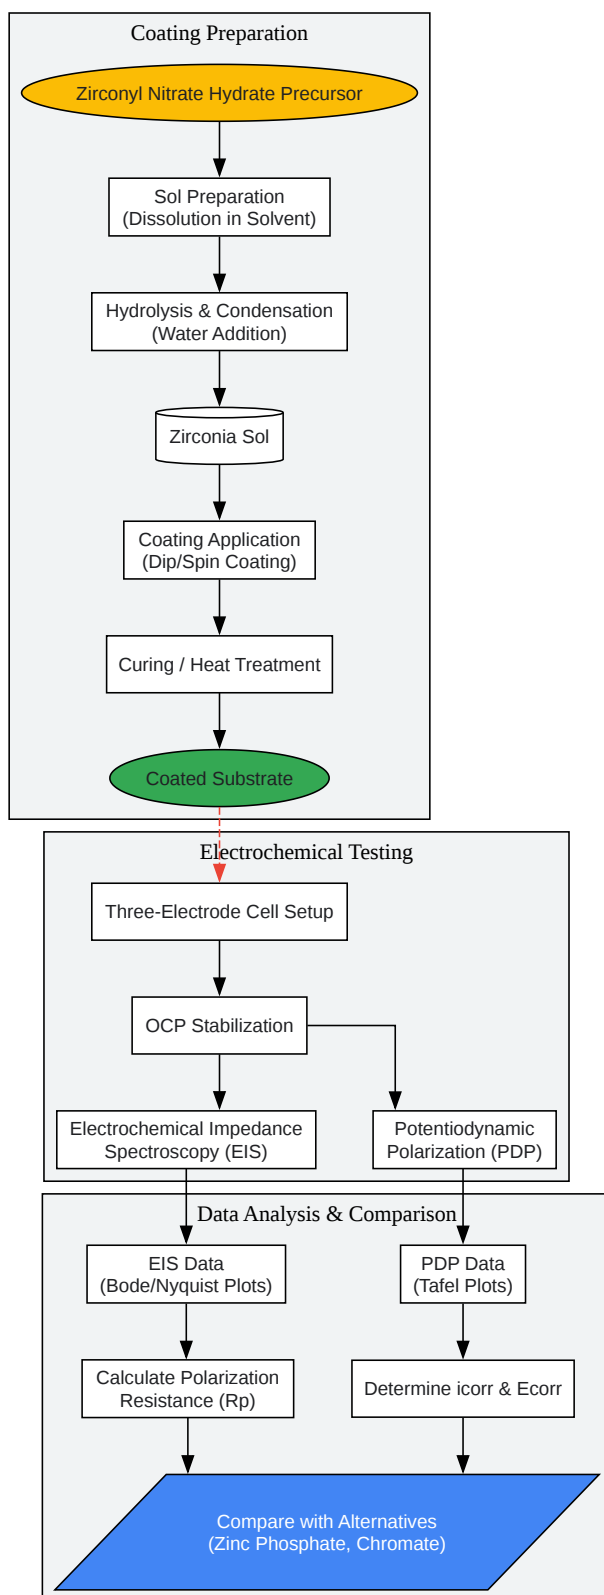 Coating Preparation
Zirconyl Nitrate Hydrate Precursor
Sol Preparation
(Dissolution in Solvent)
Hydrolysis & Condensation
(Water Addition)
Zirconia Sol
Coating Application
(Dip/Spin Coating)
Curing / Heat Treatment
Coated Substrate
Electrochemical Testing
Three-Electrode Cell Setup
OCP Stabilization
Electrochemical Impedance
Spectroscopy (EIS)
Potentiodynamic
Polarization (PDP)
Data Analysis & Comparison
EIS Data
(Bode/Nyquist Plots)
PDP Data
(Tafel Plots)
Calculate Polarization
Resistance (Rp)
Determine icorr & Ecorr
Compare with Alternatives
(Zinc Phosphate, Chromate)